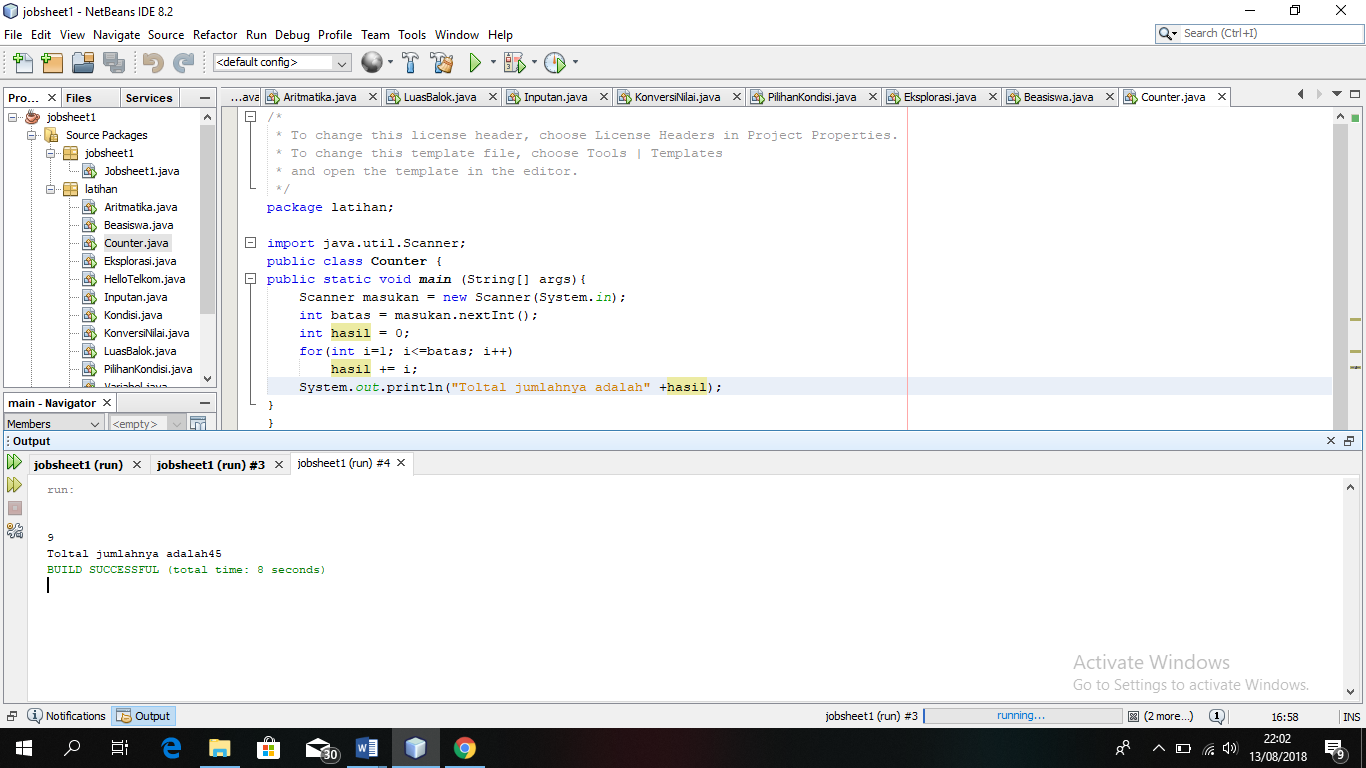 jobsheet1 - NetBeans IDE 8.2
File Edit View Navigate Source Refactor Run Debug Profile Team Tools Window Help
Search (Ctrl+I)
<default config>
Pro... Files Services
...ava Aritmatika.java LuasBalok.java Inputan.java KonversiNilai.java PilihanKondisi.java Eksplorasi.java Beasiswa.java Counter.java
jobsheet1
Source Packages
jobsheet1
Jobsheet1.java
latihan
Aritmatika.java
Beasiswa.java
Counter.java
Eksplorasi.java
HelloTelkom.java
Inputan.java
Kondisi.java
KonversiNilai.java
LuasBalok.java
PilihanKondisi.java
Variabel.java
main - Navigator
Members <empty>
/*
* To change this license header, choose License Headers in Project Properties.
* To change this template file, choose Tools | Templates
* and open the template in the editor.
*/
package latihan;
import java.util.Scanner;
public class Counter {
public static void main (String[] args){
Scanner masukan = new Scanner(System.in);
int batas = masukan.nextInt();
int hasil = 0;
for(int i=1; i<=batas; i++)
hasil += i;
System.out.println("Toltal jumlahnya adalah" +hasil);
}
}
Output
jobsheet1 (run) jobsheet1 (run) #3 jobsheet1 (run) #4
run:
9
Toltal jumlahnya adalah45
BUILD SUCCESSFUL (total time: 8 seconds)
Activate Windows
Go to Settings to activate Windows.
Notifications Output jobsheet1 (run) #3 running... (2 more...) 1 16:58 INS
30
22:02
13/08/2018
9